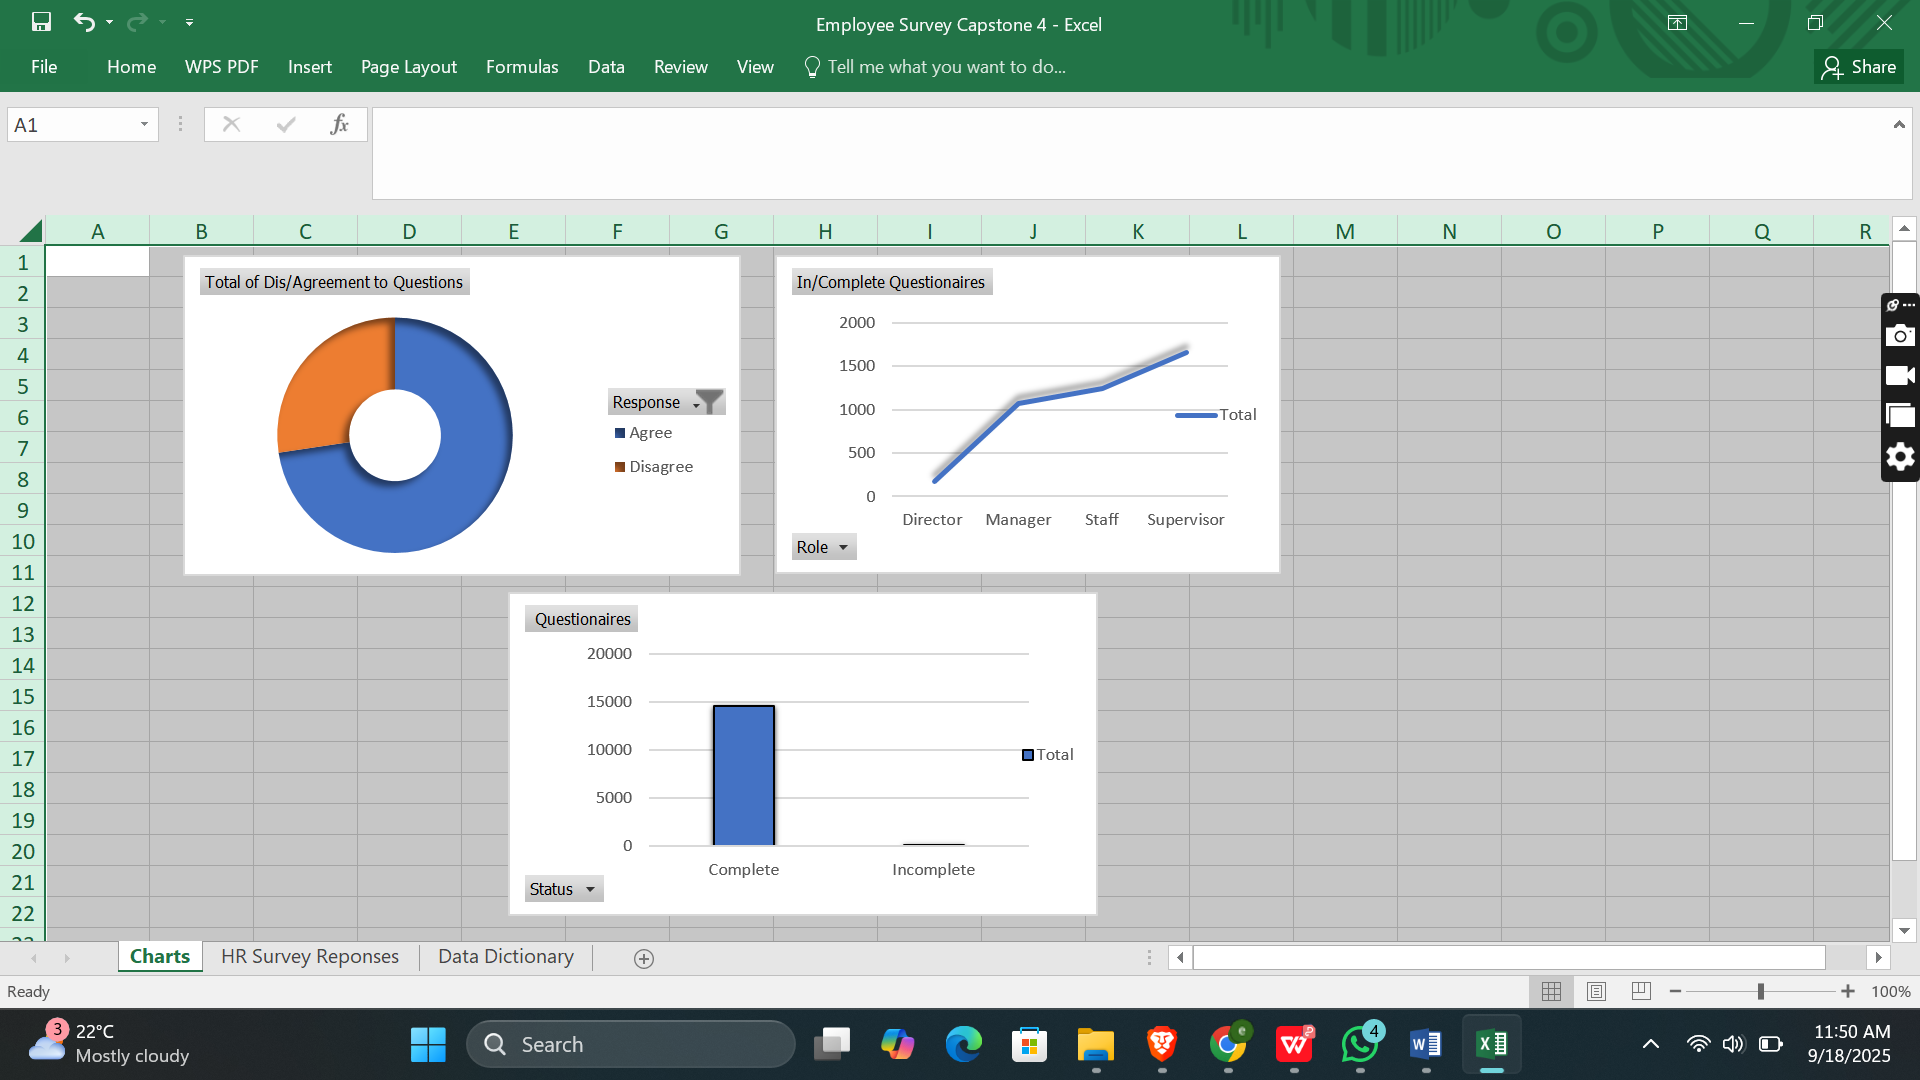 Employee Survey Capstone 4 - Excel
File Home WPS PDF Insert Page Layout Formulas Data Review View Tell me what you want to do... Share
A1 fx
A B C D E F G H I J K L M N O P Q R
1
2
3
4
5
6
7
8
9
10
11
12
13
14
15
16
17
18
19
20
21
22
Total of Dis/Agreement to Questions
Response
Agree
Disagree
In/Complete Questionaires
2000
1500
1000
500
0
Director Manager Staff Supervisor
Total
Role
Questionaires
20000
15000
10000
5000
0
Complete Incomplete
Total
Status
Charts HR Survey Reponses Data Dictionary
Ready 100%
3 22°C
Mostly cloudy
Search
e
4
11:50 AM
9/18/2025